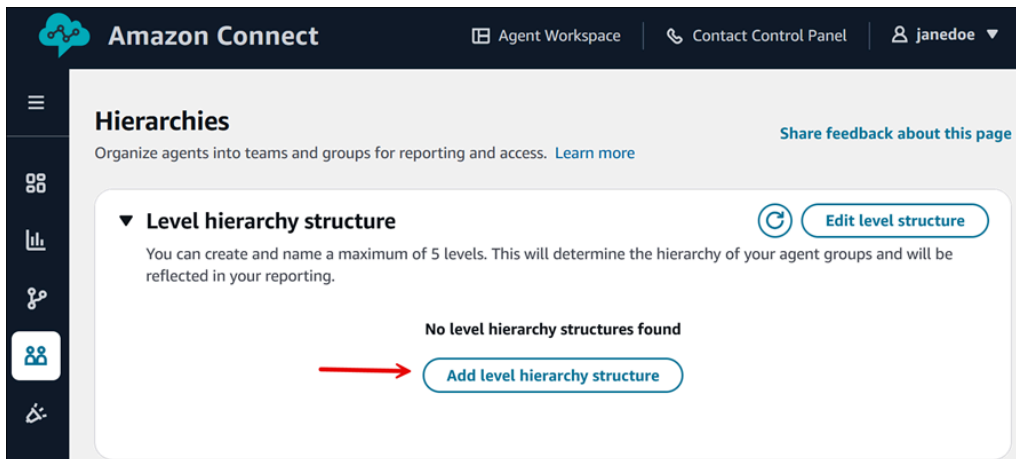 Amazon Connect
Agent Workspace
Contact Control Panel
janedoe
Hierarchies
Share feedback about this page
Organize agents into teams and groups for reporting and access. Learn more
Level hierarchy structure
Edit level structure
You can create and name a maximum of 5 levels. This will determine the hierarchy of your agent groups and will be
reflected in your reporting.
No level hierarchy structures found
Add level hierarchy structure